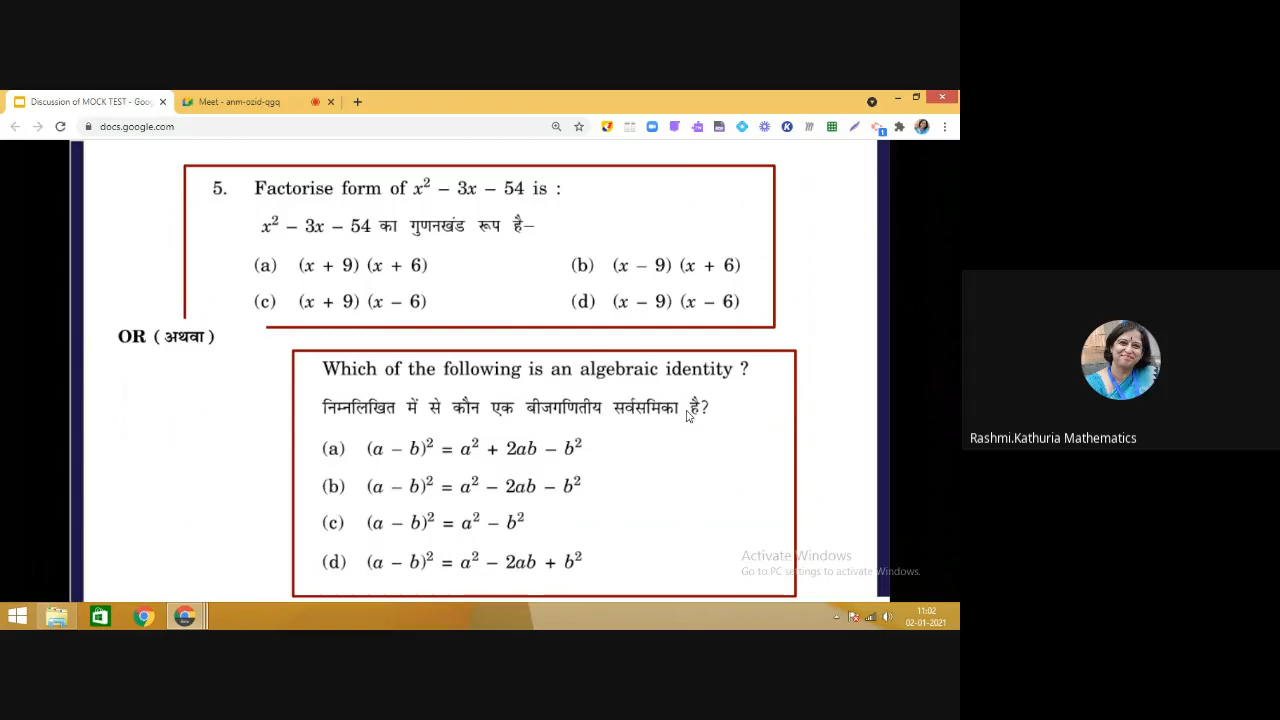 Discussion of MOCK TEST - Goo
Meet - anm-ozid-qgq
docs.google.com
5. Factorise form of x² – 3x – 54 is :
x² – 3x – 54 का गुणनखंड रूप है–
(a) (x + 9) (x + 6) (b) (x – 9) (x + 6)
(c) (x + 9) (x – 6) (d) (x – 9) (x – 6)
OR ( अथवा )
Which of the following is an algebraic identity ?
निम्नलिखित में से कौन एक बीजगणितीय सर्वसमिका है?
(a) (a – b)² = a² + 2ab – b²
(b) (a – b)² = a² – 2ab – b²
(c) (a – b)² = a² – b²
(d) (a – b)² = a² – 2ab + b²
Activate Windows
Go to PC settings to activate Windows.
11:02
02-01-2021
Rashmi.Kathuria Mathematics